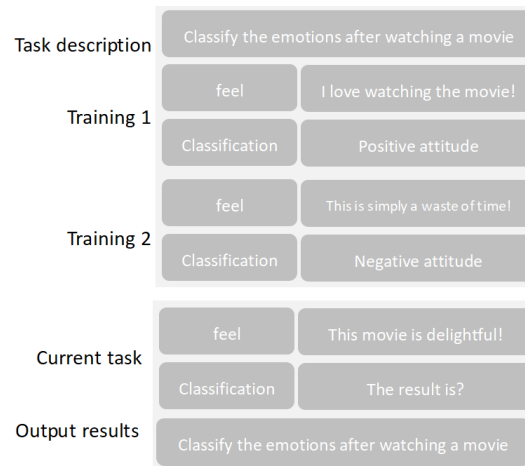 Task description
Classify the emotions after watching a movie
Training 1
feel
I love watching the movie!
Classification
Positive attitude
Training 2
feel
This is simply a waste of time!
Classification
Negative attitude
Current task
feel
This movie is delightful!
Classification
The result is?
Output results
Classify the emotions after watching a movie